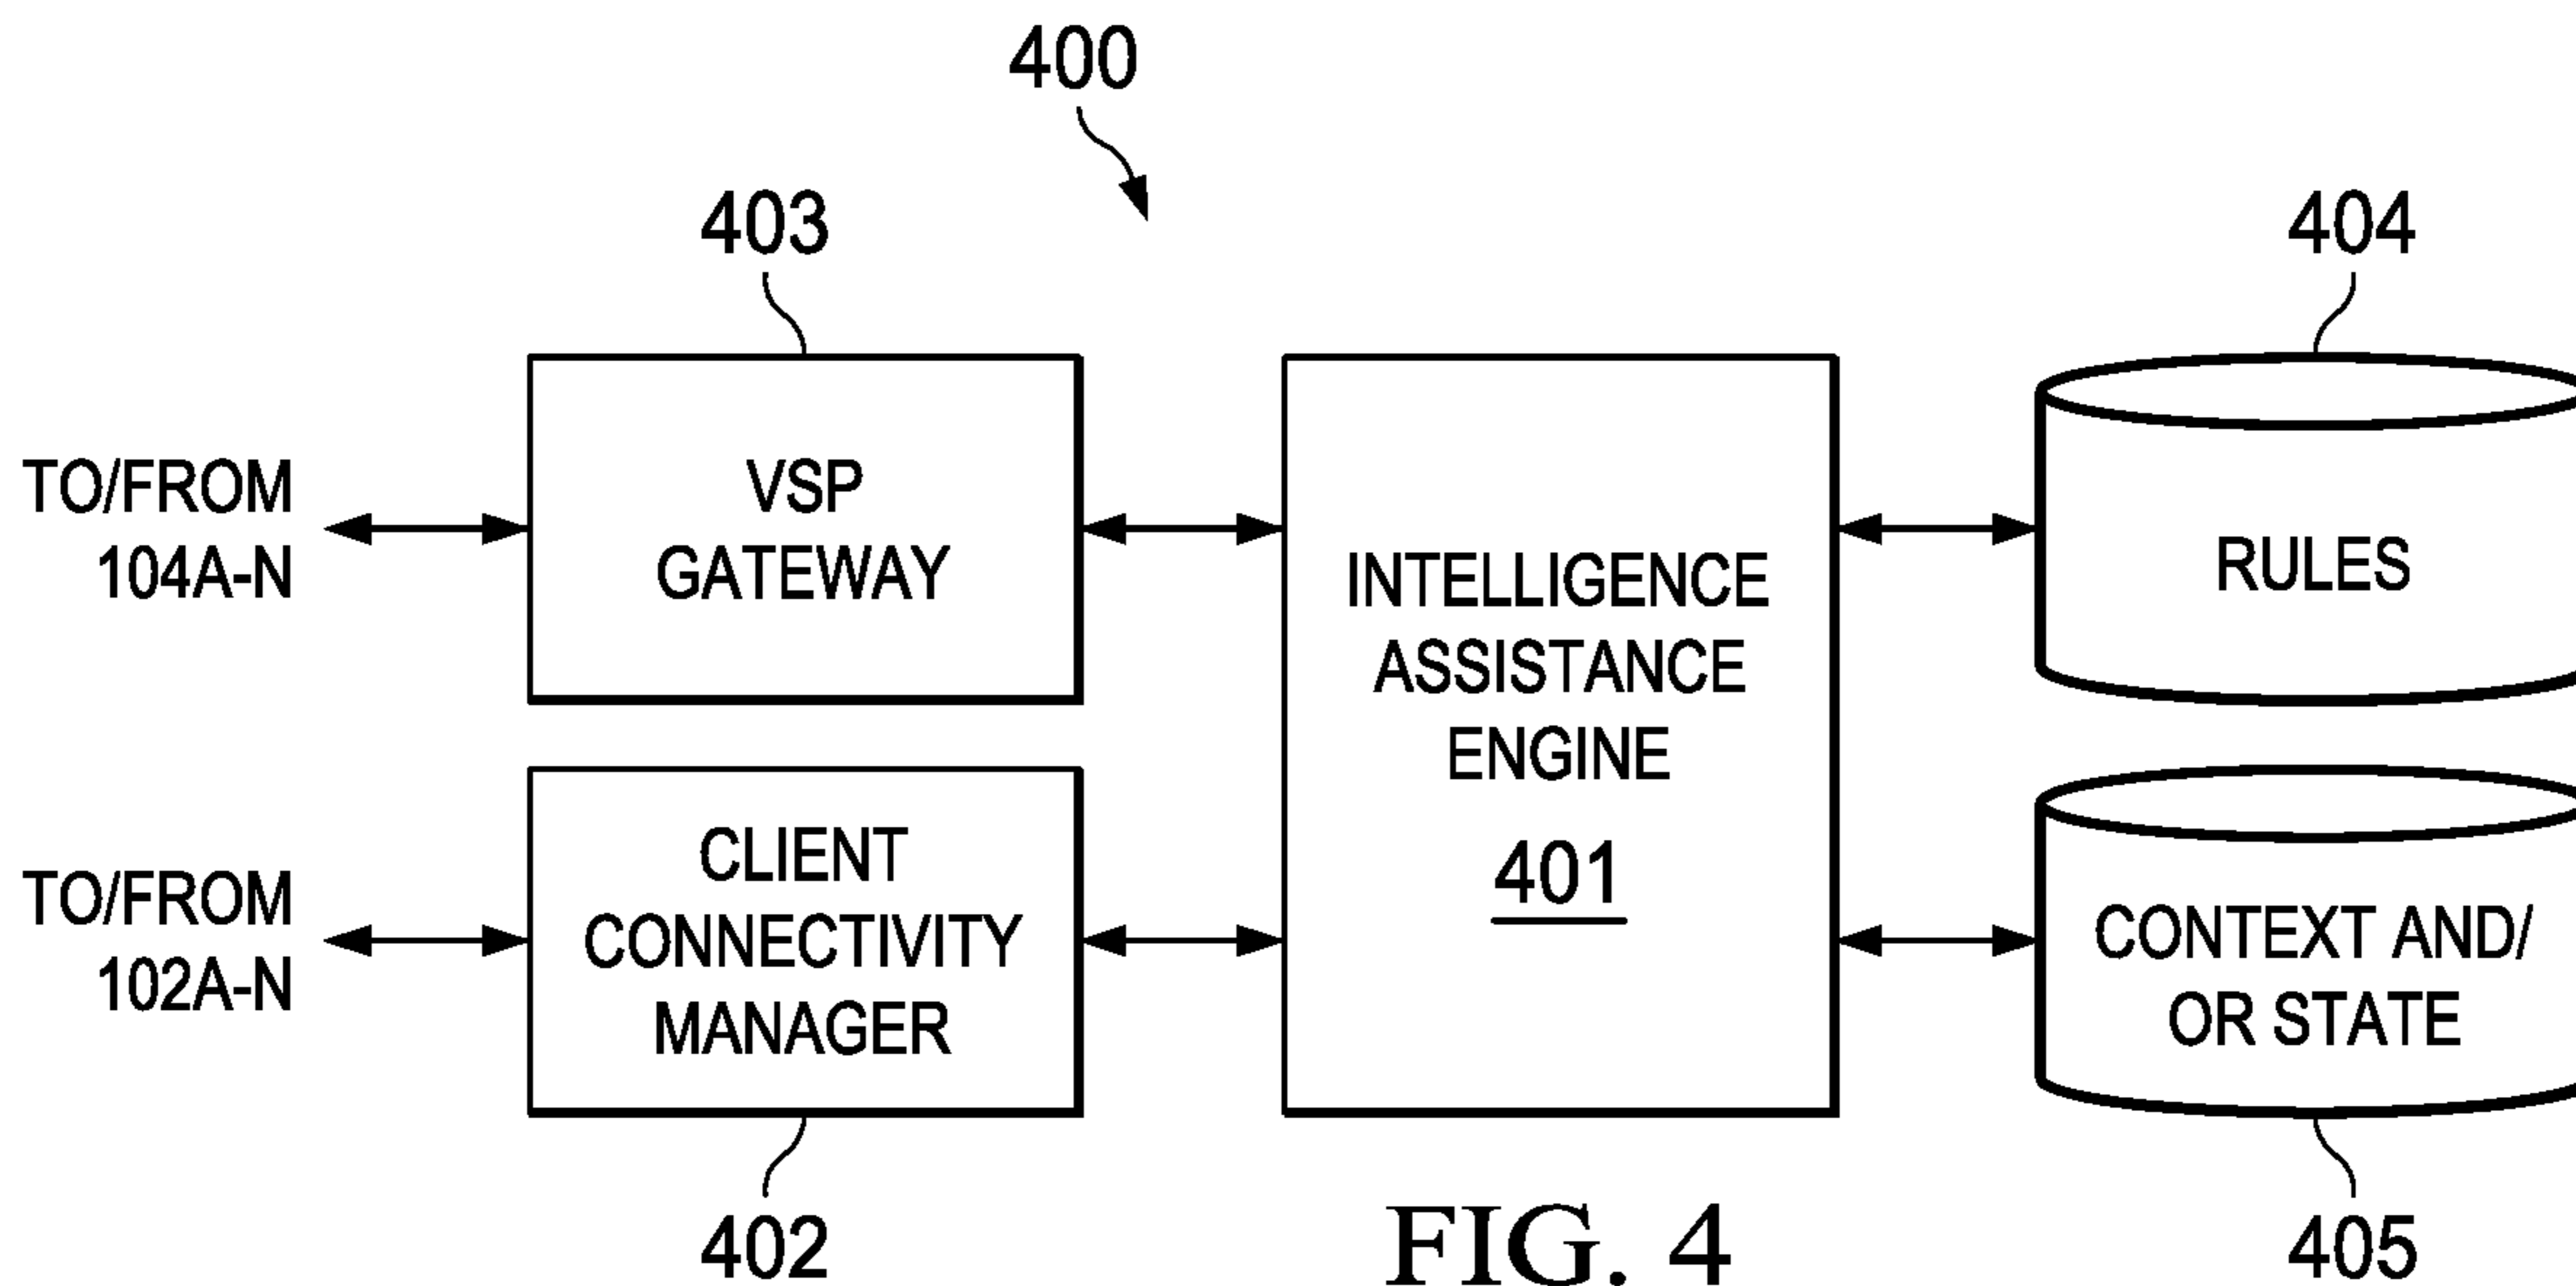 400
403
404
TO/FROM
104A-N
VSP
GATEWAY
INTELLIGENCE
ASSISTANCE
ENGINE
401
RULES
TO/FROM
102A-N
CLIENT
CONNECTIVITY
MANAGER
CONTEXT AND/
OR STATE
402
405
FIG. 4